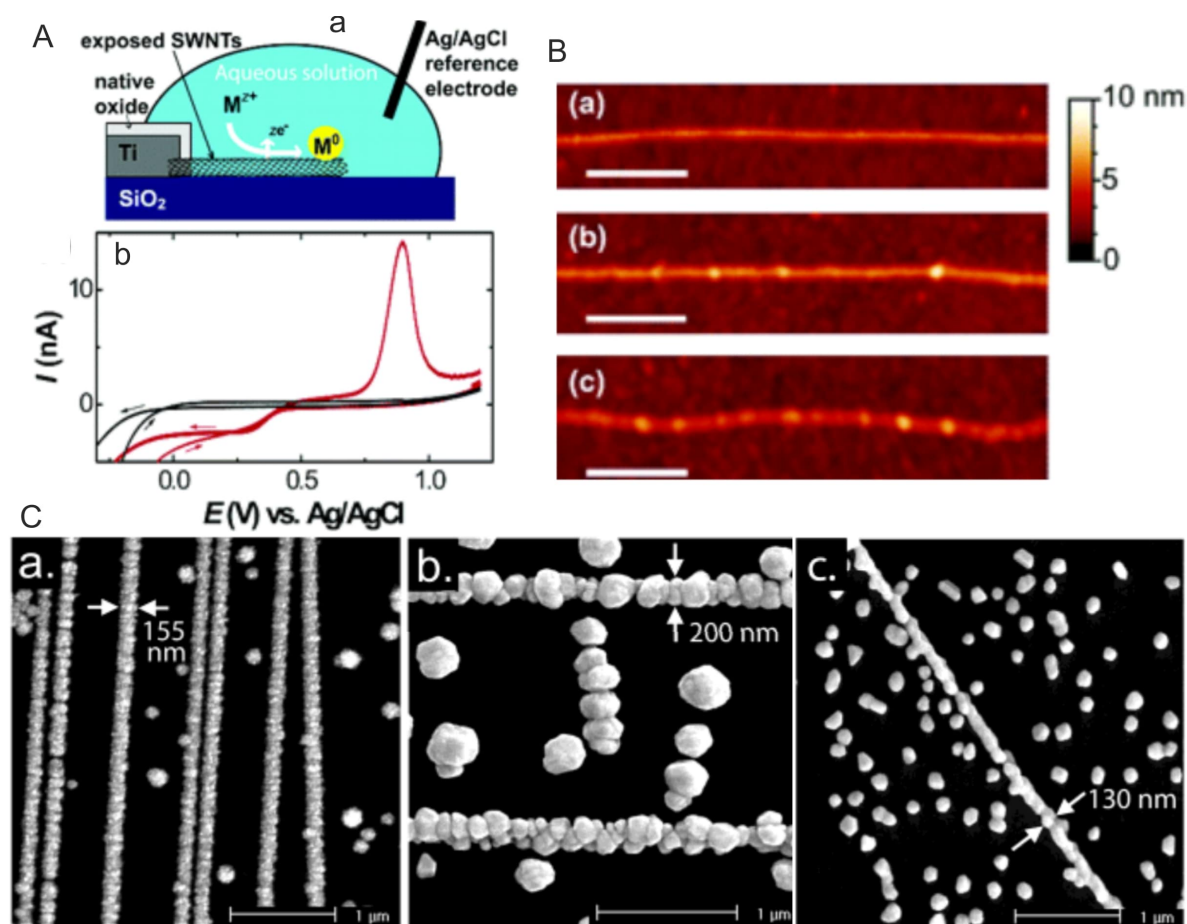 A
a
exposed SWNTs
native
oxide
Aqueous solution
Ag/AgCl
reference
electrode
Mᶻ⁺
ze⁻
M⁰
Ti
SiO₂
b
I (nA)
10
0
0.0 0.5 1.0
E (V) vs. Ag/AgCl
B
(a)
(b)
(c)
10 nm
5
0
C
a.
155
nm
1 µm
b.
200 nm
1 µm
c.
130 nm
1 µm